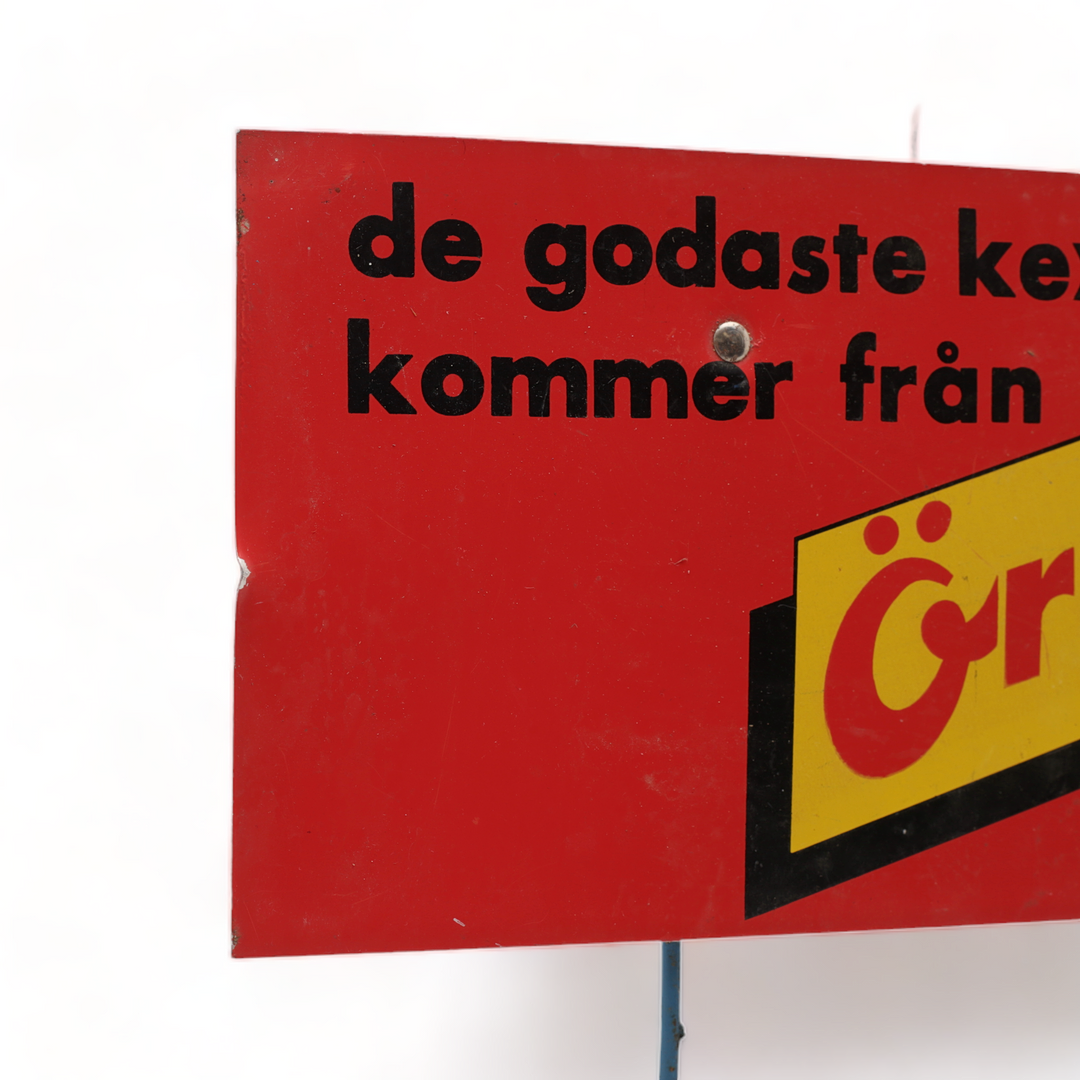 de godaste kex
kommer från
Ör